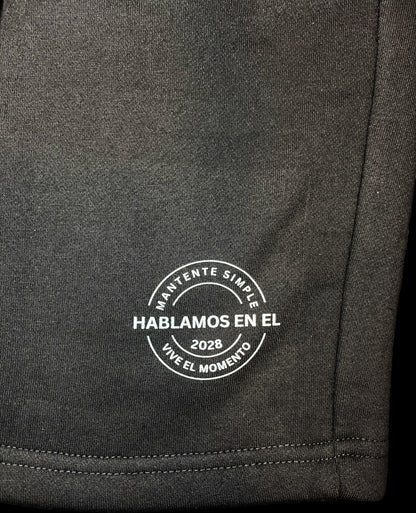 MANTENTE SIMPLE
HABLAMOS EN EL
2028
VIVE EL MOMENTO